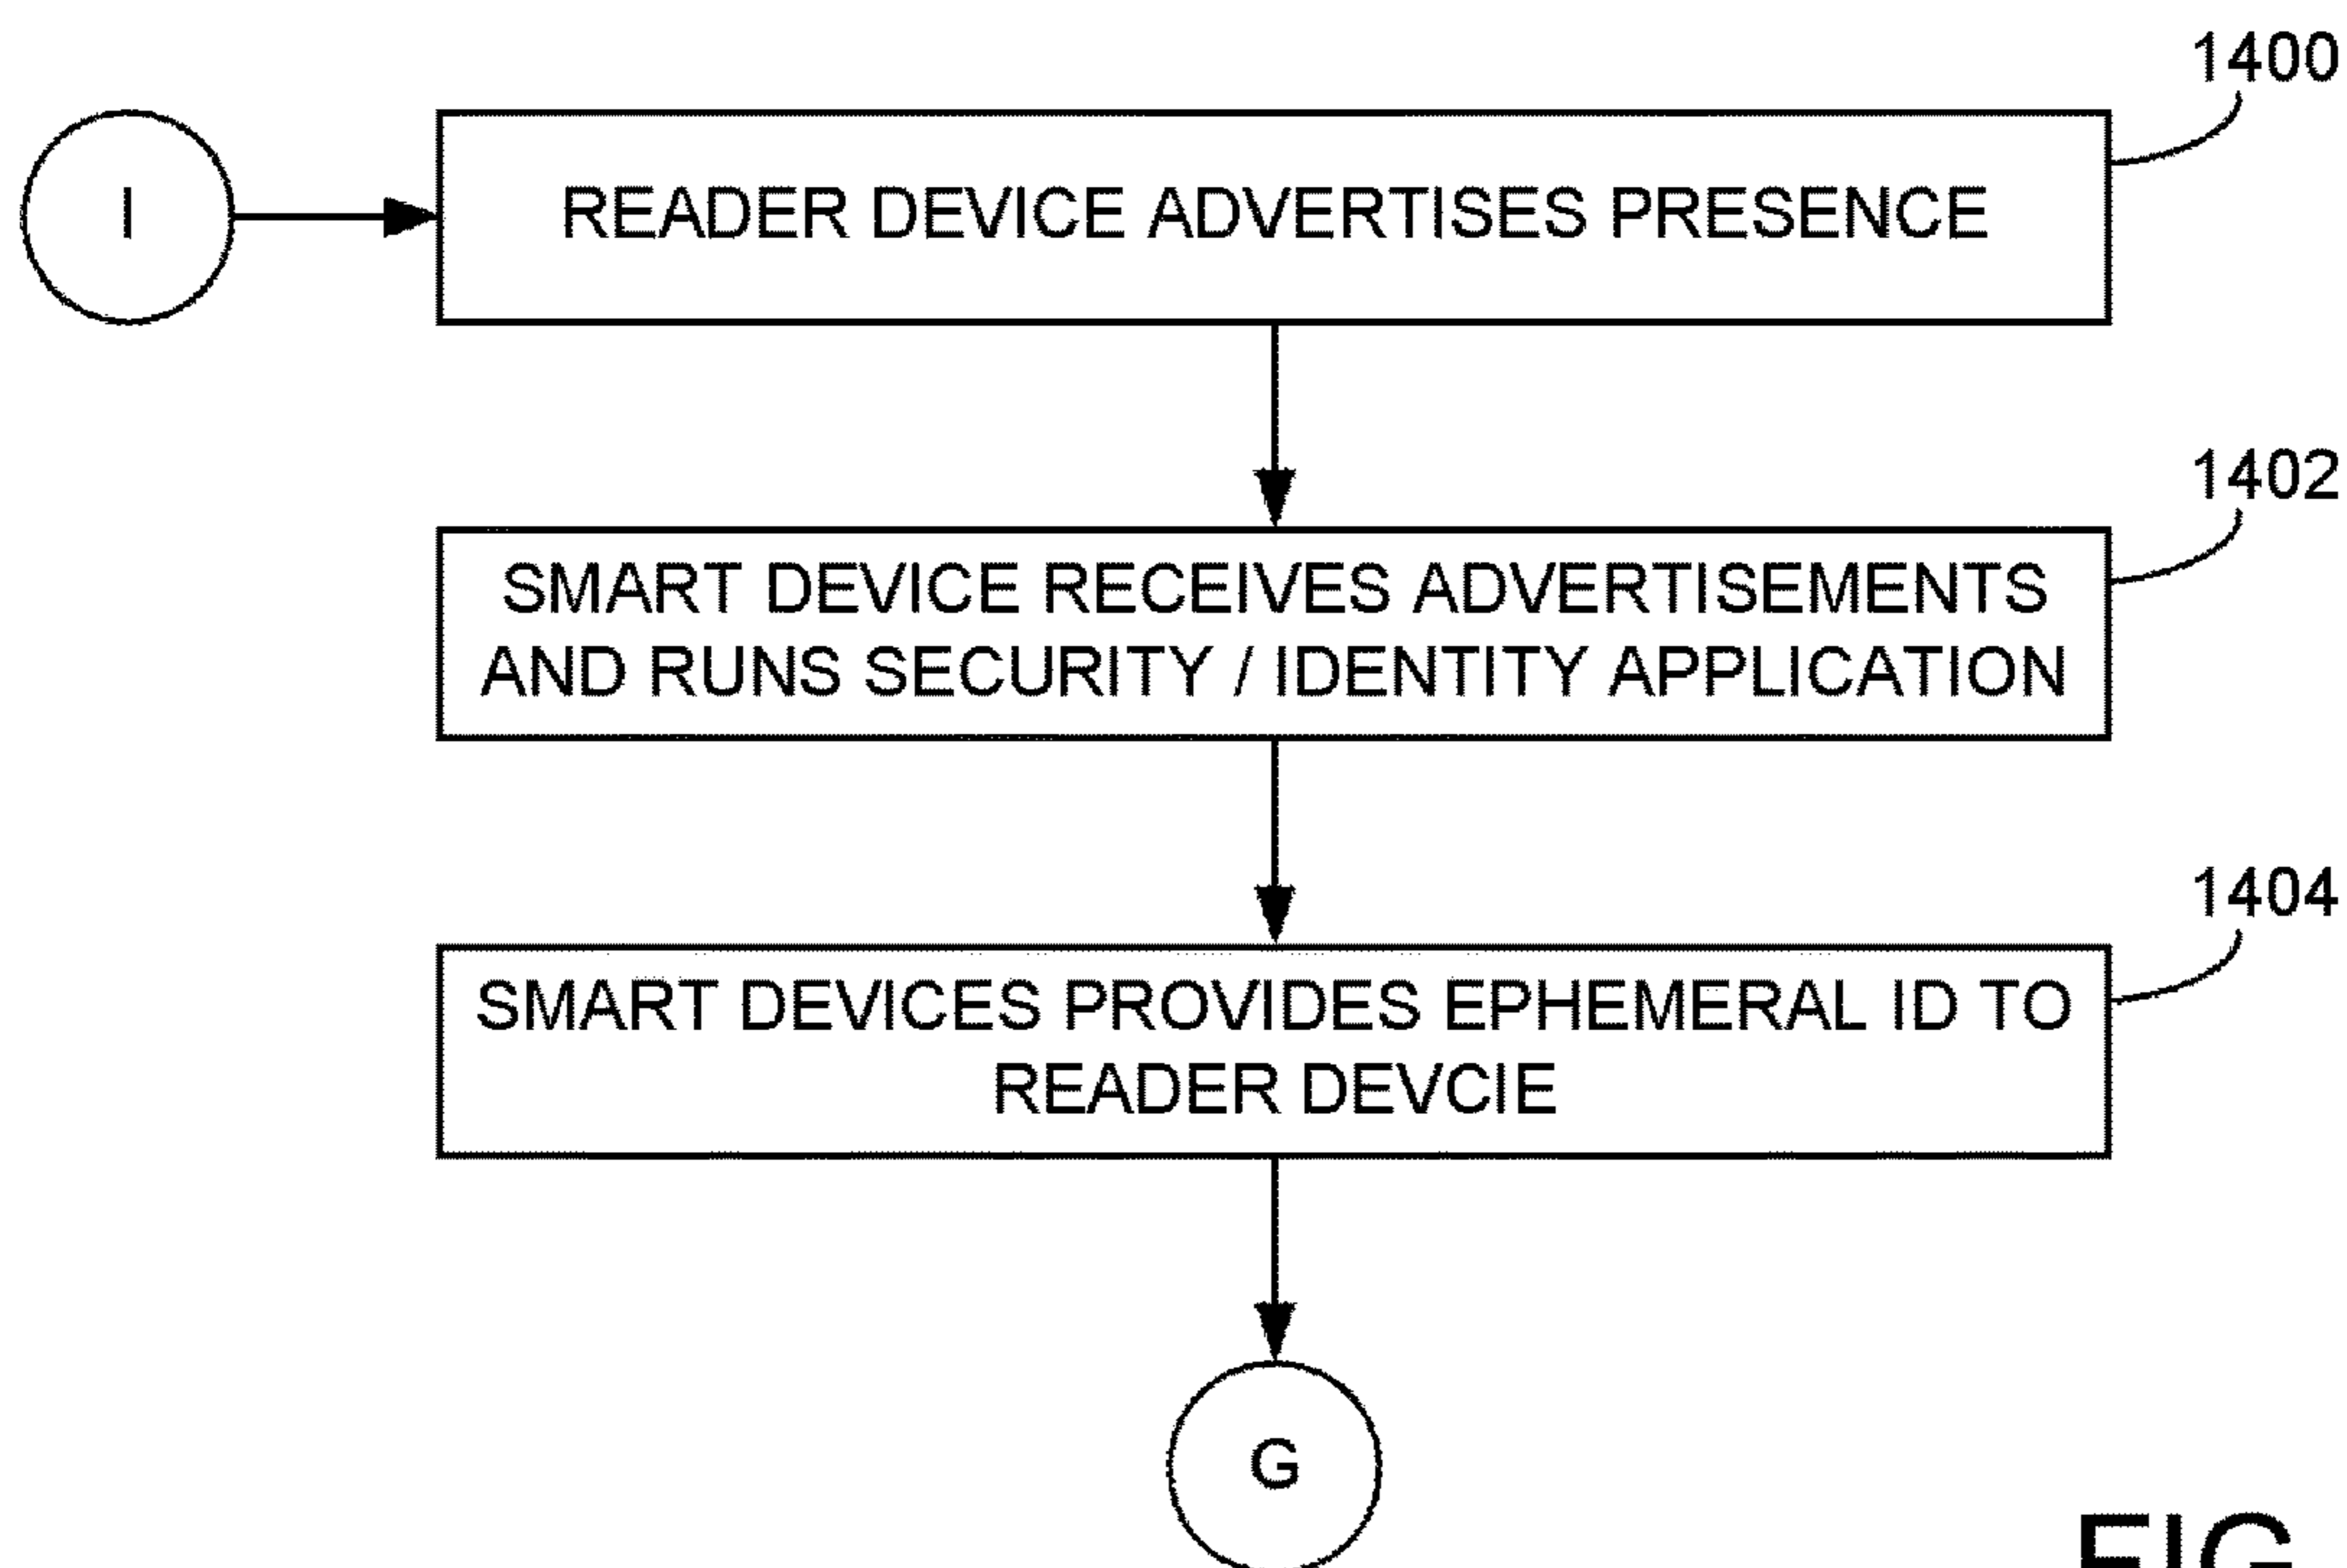 1400
I
READER DEVICE ADVERTISES PRESENCE
1402
SMART DEVICE RECEIVES ADVERTISEMENTS
AND RUNS SECURITY / IDENTITY APPLICATION
1404
SMART DEVICES PROVIDES EPHEMERAL ID TO
READER DEVCIE
G
FIG